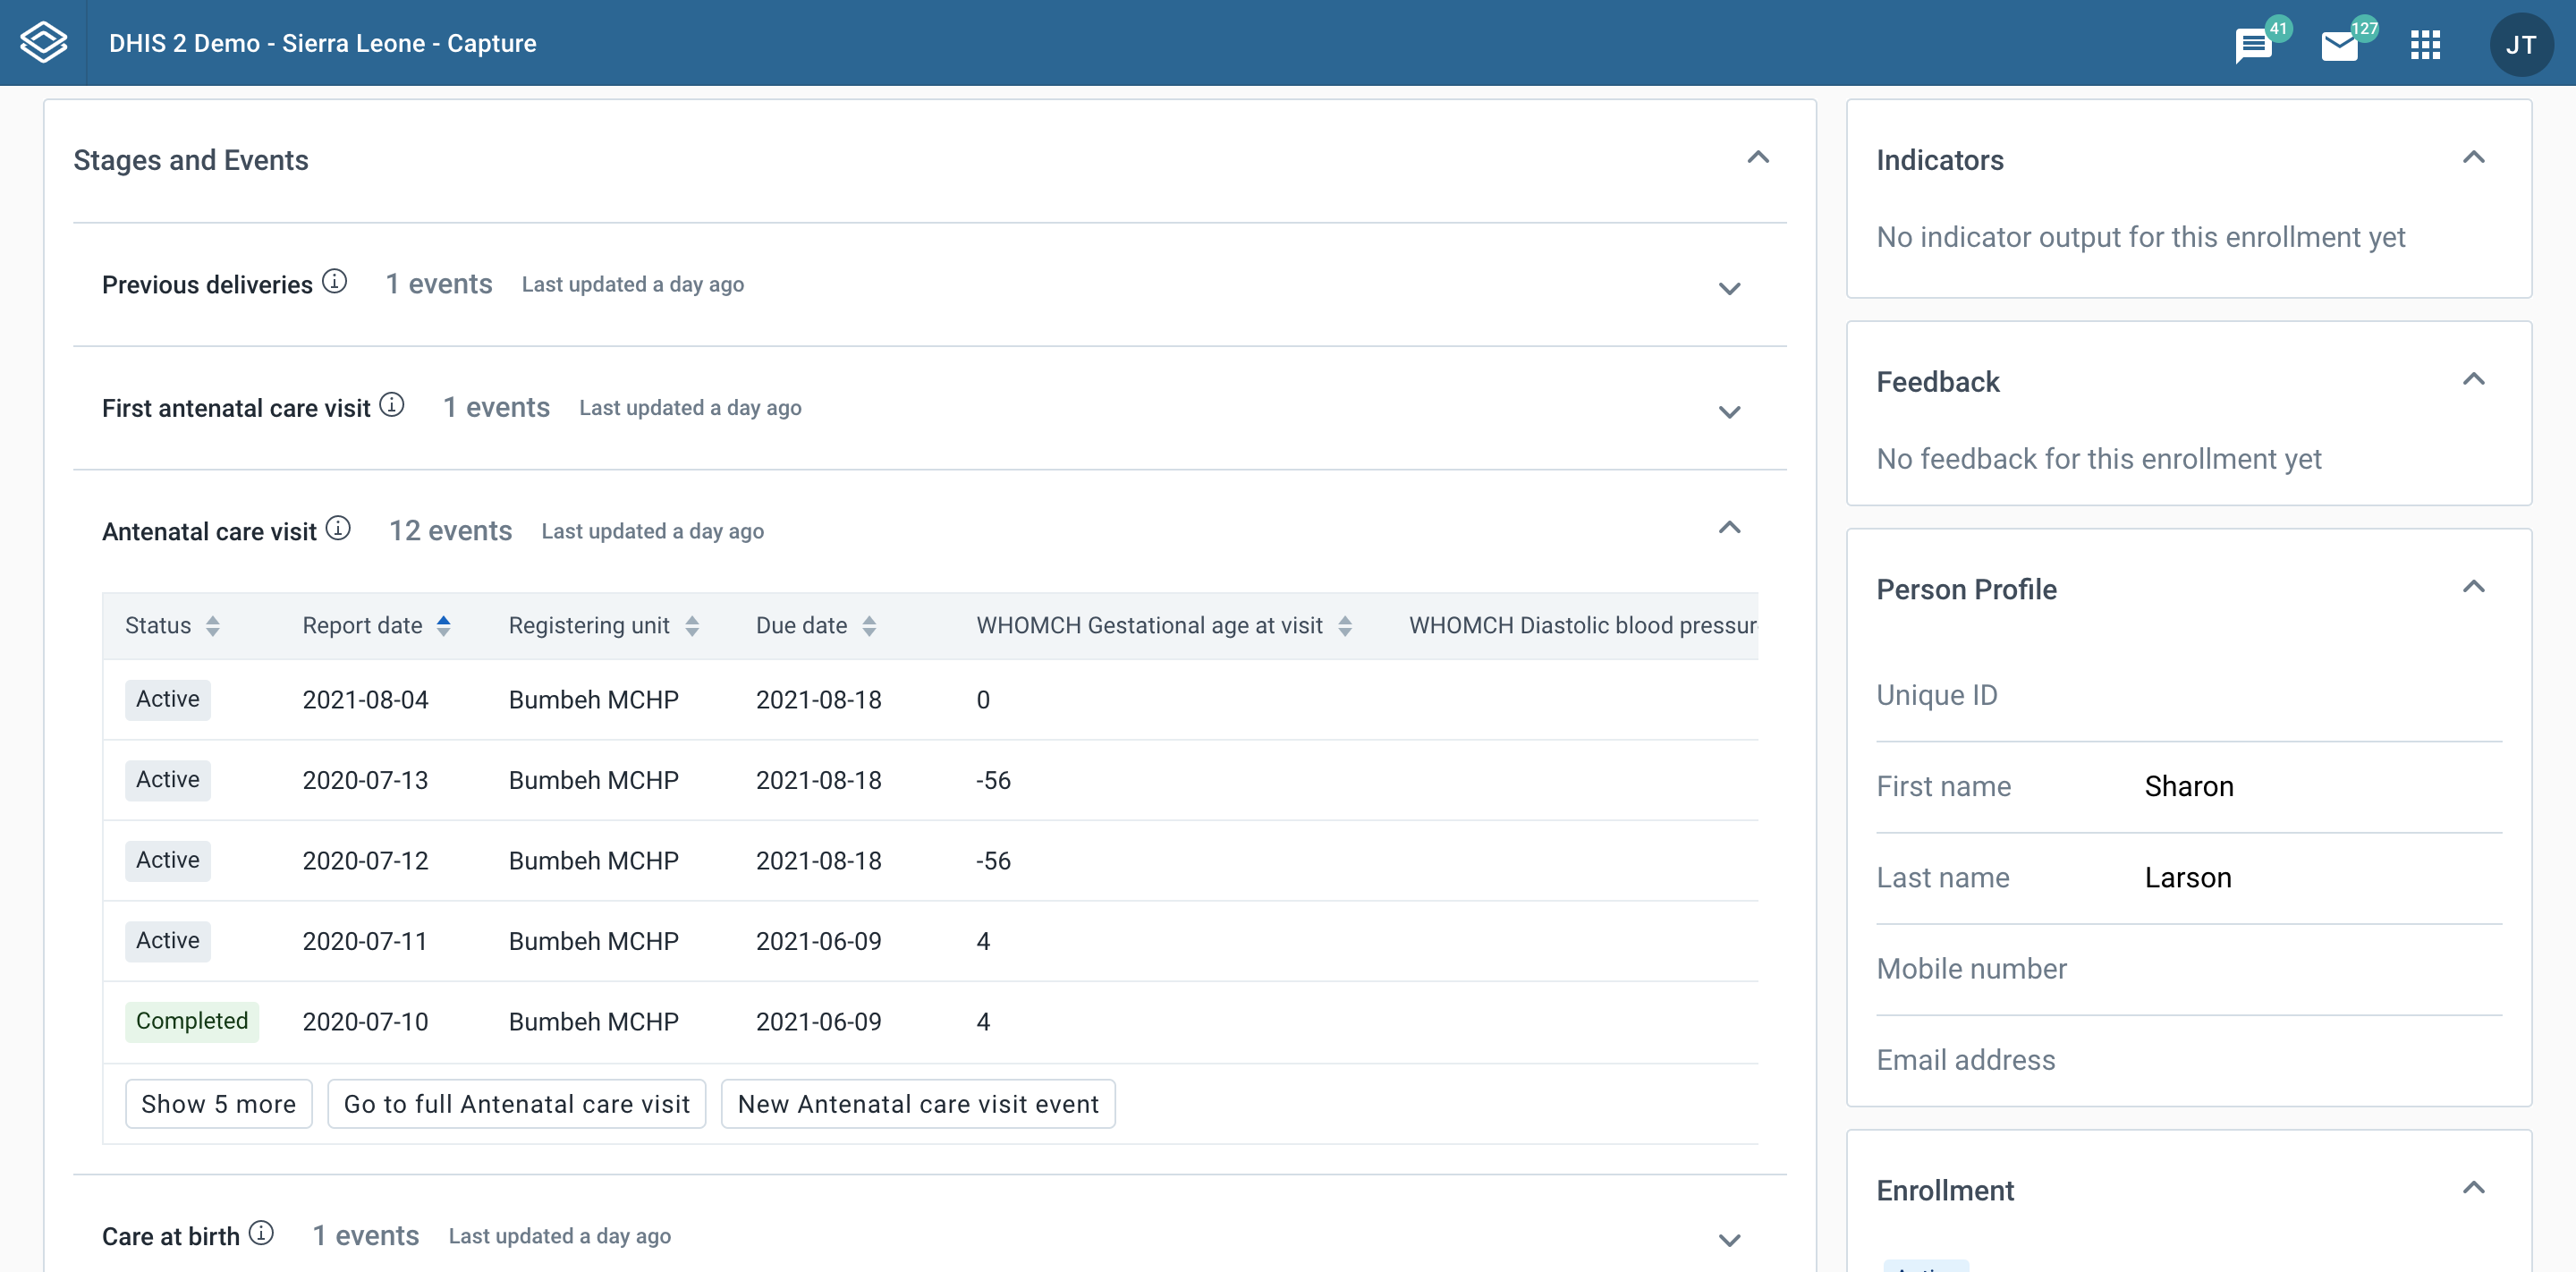 DHIS 2 Demo - Sierra Leone - Capture
41
127
JT
Stages and Events
Previous deliveries 1 events Last updated a day ago
First antenatal care visit 1 events Last updated a day ago
Antenatal care visit 12 events Last updated a day ago
Status Report date Registering unit Due date WHOMCH Gestational age at visit WHOMCH Diastolic blood pressur
Active 2021-08-04 Bumbeh MCHP 2021-08-18 0
Active 2020-07-13 Bumbeh MCHP 2021-08-18 -56
Active 2020-07-12 Bumbeh MCHP 2021-08-18 -56
Active 2020-07-11 Bumbeh MCHP 2021-06-09 4
Completed 2020-07-10 Bumbeh MCHP 2021-06-09 4
Show 5 more Go to full Antenatal care visit New Antenatal care visit event
Care at birth 1 events Last updated a day ago
Indicators
No indicator output for this enrollment yet
Feedback
No feedback for this enrollment yet
Person Profile
Unique ID
First name Sharon
Last name Larson
Mobile number
Email address
Enrollment